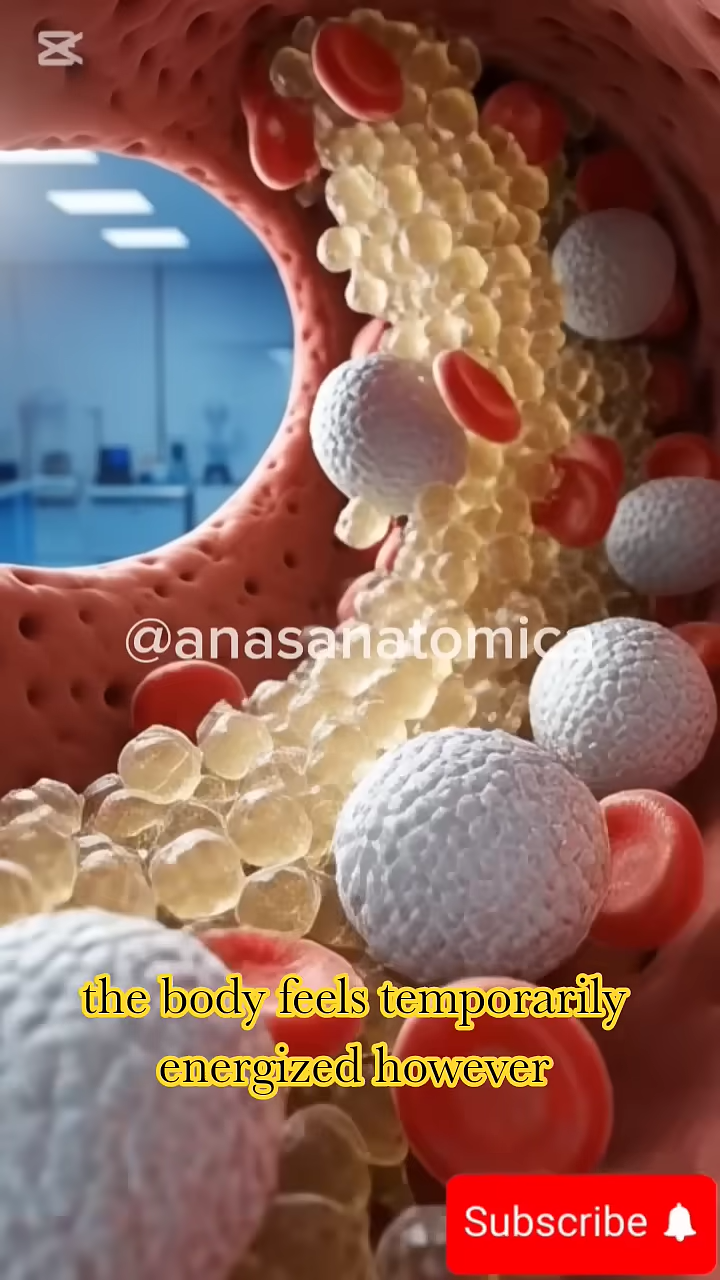 @anasanatomica
the body feels temporarily
energized however
Subscribe